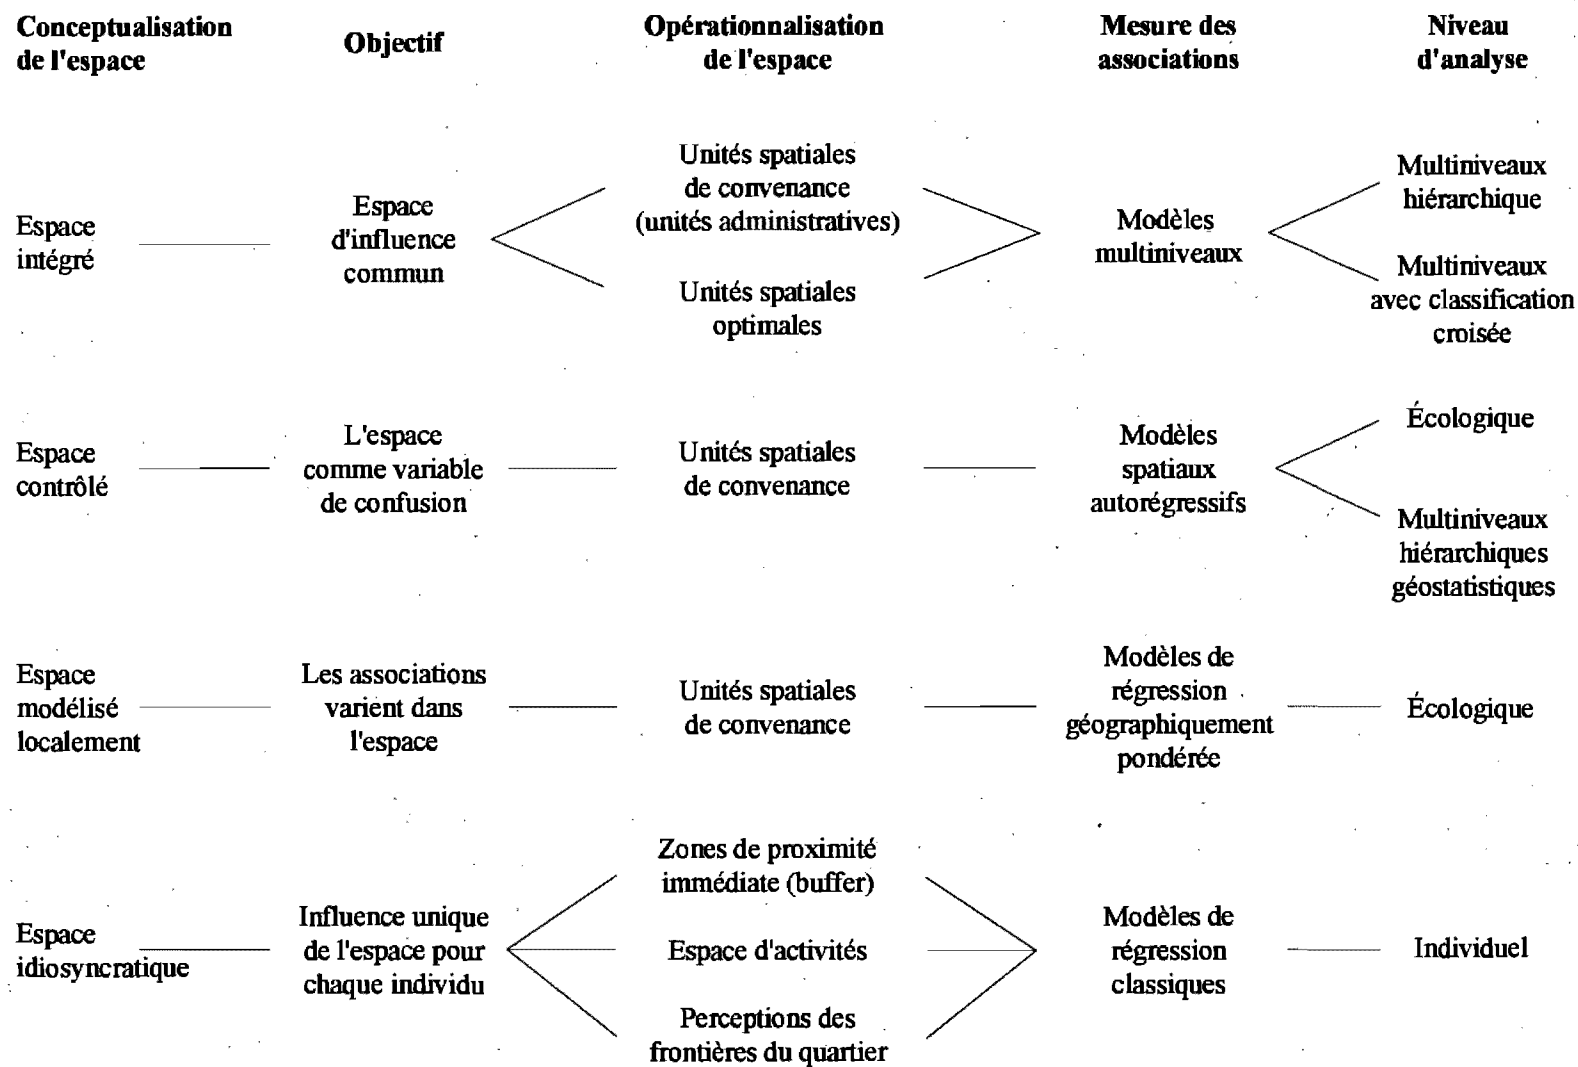 Conceptualisation
de l'espace
Objectif
Opérationnalisation
de l'espace
Mesure des
associations
Niveau
d'analyse
Espace
intégré
Espace
d'influence
commun
Unités spatiales
de convenance
(unités administratives)
Unités spatiales
optimales
Modèles
multiniveaux
Multiniveaux
hiérarchique
Multiniveaux
avec classification
croisée
Espace
contrôlé
L'espace
comme variable
de confusion
Unités spatiales
de convenance
Modèles
spatiaux
autorégressifs
Écologique
Multiniveaux
hiérarchiques
géostatistiques
Espace
modélisé
localement
Les associations
varient dans
l'espace
Unités spatiales
de convenance
Modèles de
régression
géographiquement
pondérée
Écologique
Espace
idiosyncratique
Influence unique
de l'espace pour
chaque individu
Zones de proximité
immédiate (buffer)
Espace d'activités
Perceptions des
frontières du quartier
Modèles de
régression
classiques
Individuel